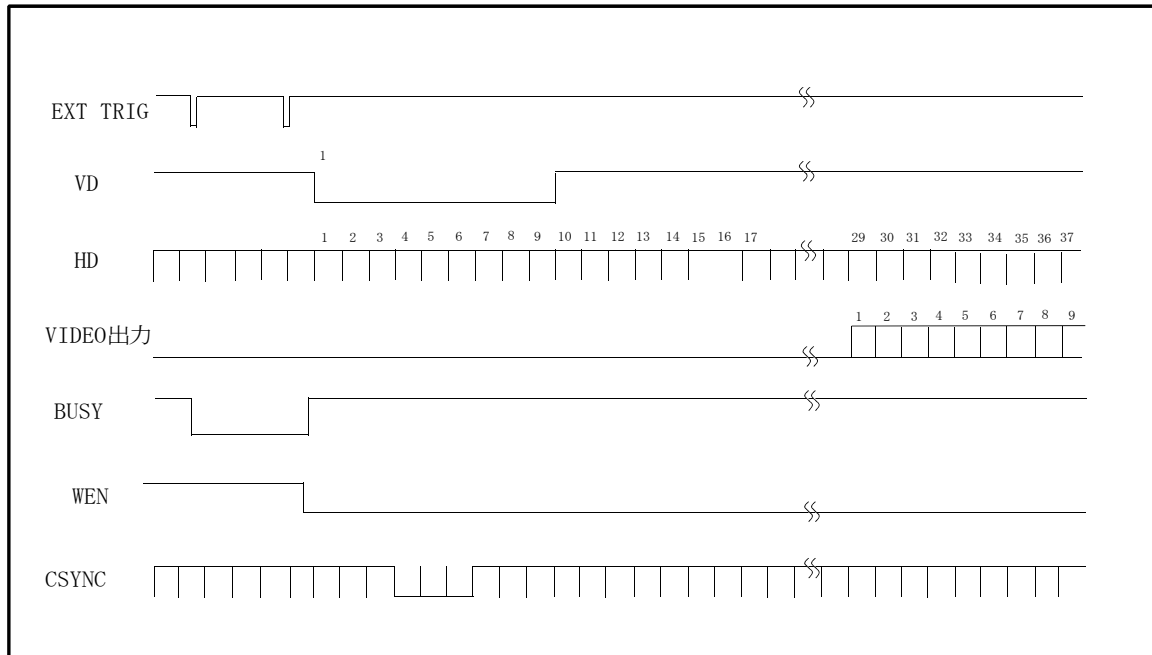 EXT TRIG
1
VD
1 2 3 4 5 6 7 8 9 10 11 12 13 14 15 16 17 29 30 31 32 33 34 35 36 37
HD
1 2 3 4 5 6 7 8 9
VIDEO出力
BUSY
WEN
CSYNC